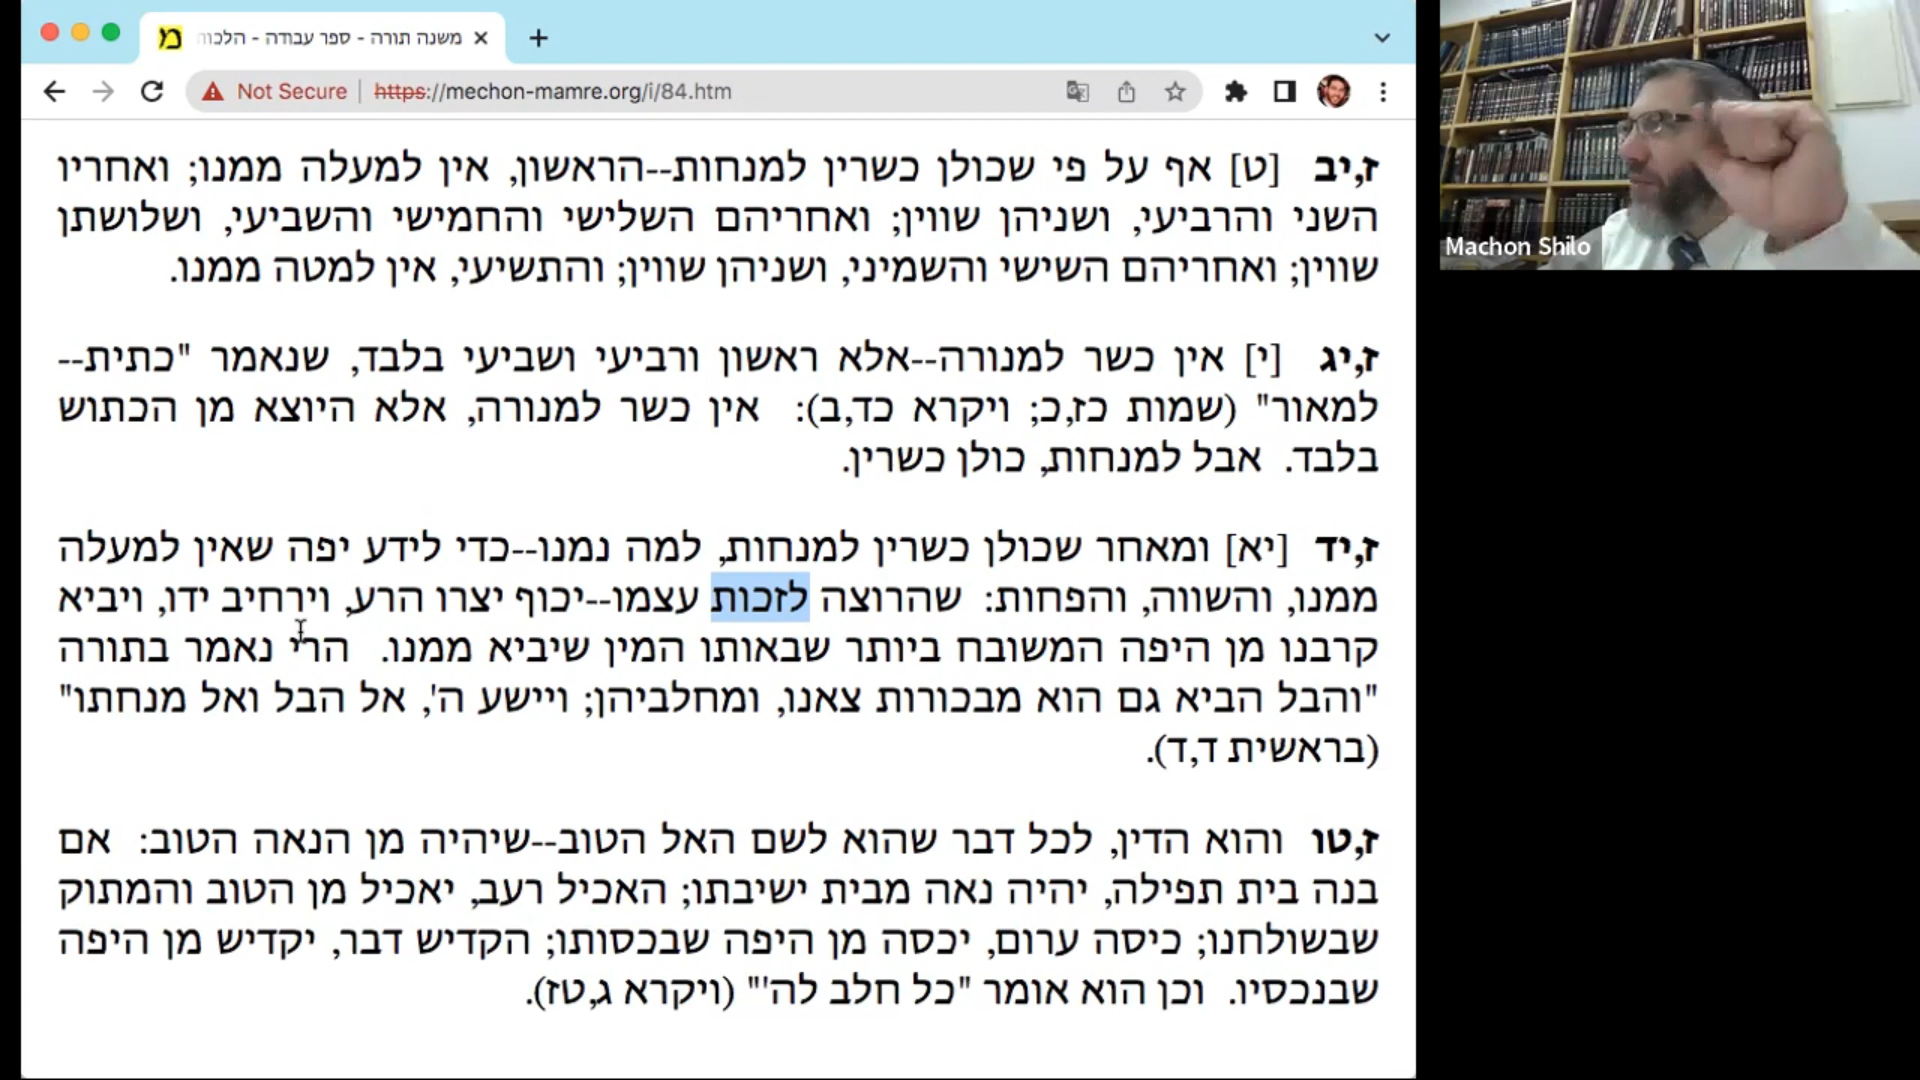 משנה תורה - ספר עבודה - הלכות
Not Secure
https://mechon-mamre.org/i/84.htm
Machon Shilo
ז,יב [ט] אף על פי שכולן כשרין למנחות--הראשון, אין למעלה ממנו; ואחריו
השני והרביעי, ושניהן שווין; ואחריהם השלישי והחמישי והשביעי, ושלושתן
שווין; ואחריהם השישי והשמיני, ושניהן שווין; והתשיעי, אין למטה ממנו.
ז,יג [י] אין כשר למנורה--אלא ראשון ורביעי ושביעי בלבד, שנאמר "כתית--
למאור" (שמות כז,כ; ויקרא כד,ב): אין כשר למנורה, אלא היוצא מן הכתוש
בלבד. אבל למנחות, כולן כשרין.
ז,יד [יא] ומאחר שכולן כשרין למנחות, למה נמנו--כדי לידע יפה שאין למעלה
ממנו, והשווה, והפחות: שהרוצה לזכות עצמו--יכוף יצרו הרע, וירחיב ידו, ויביא
קרבנו מן היפה המשובח ביותר שבאותו המין שיביא ממנו. הרי נאמר בתורה
"והבל הביא גם הוא מבכורות צאנו, ומחלביהן; ויישע ה', אל הבל ואל מנחתו"
(בראשית ד,ד).
ז,טו והוא הדין, לכל דבר שהוא לשם האל הטוב--שיהיה מן הנאה הטוב: אם
בנה בית תפילה, יהיה נאה מבית ישיבתו; האכיל רעב, יאכיל מן הטוב והמתוק
שבשולחנו; כיסה ערום, יכסה מן היפה שבכסותו; הקדיש דבר, יקדיש מן היפה
שבנכסיו. וכן הוא אומר "כל חלב לה'" (ויקרא ג,טז).